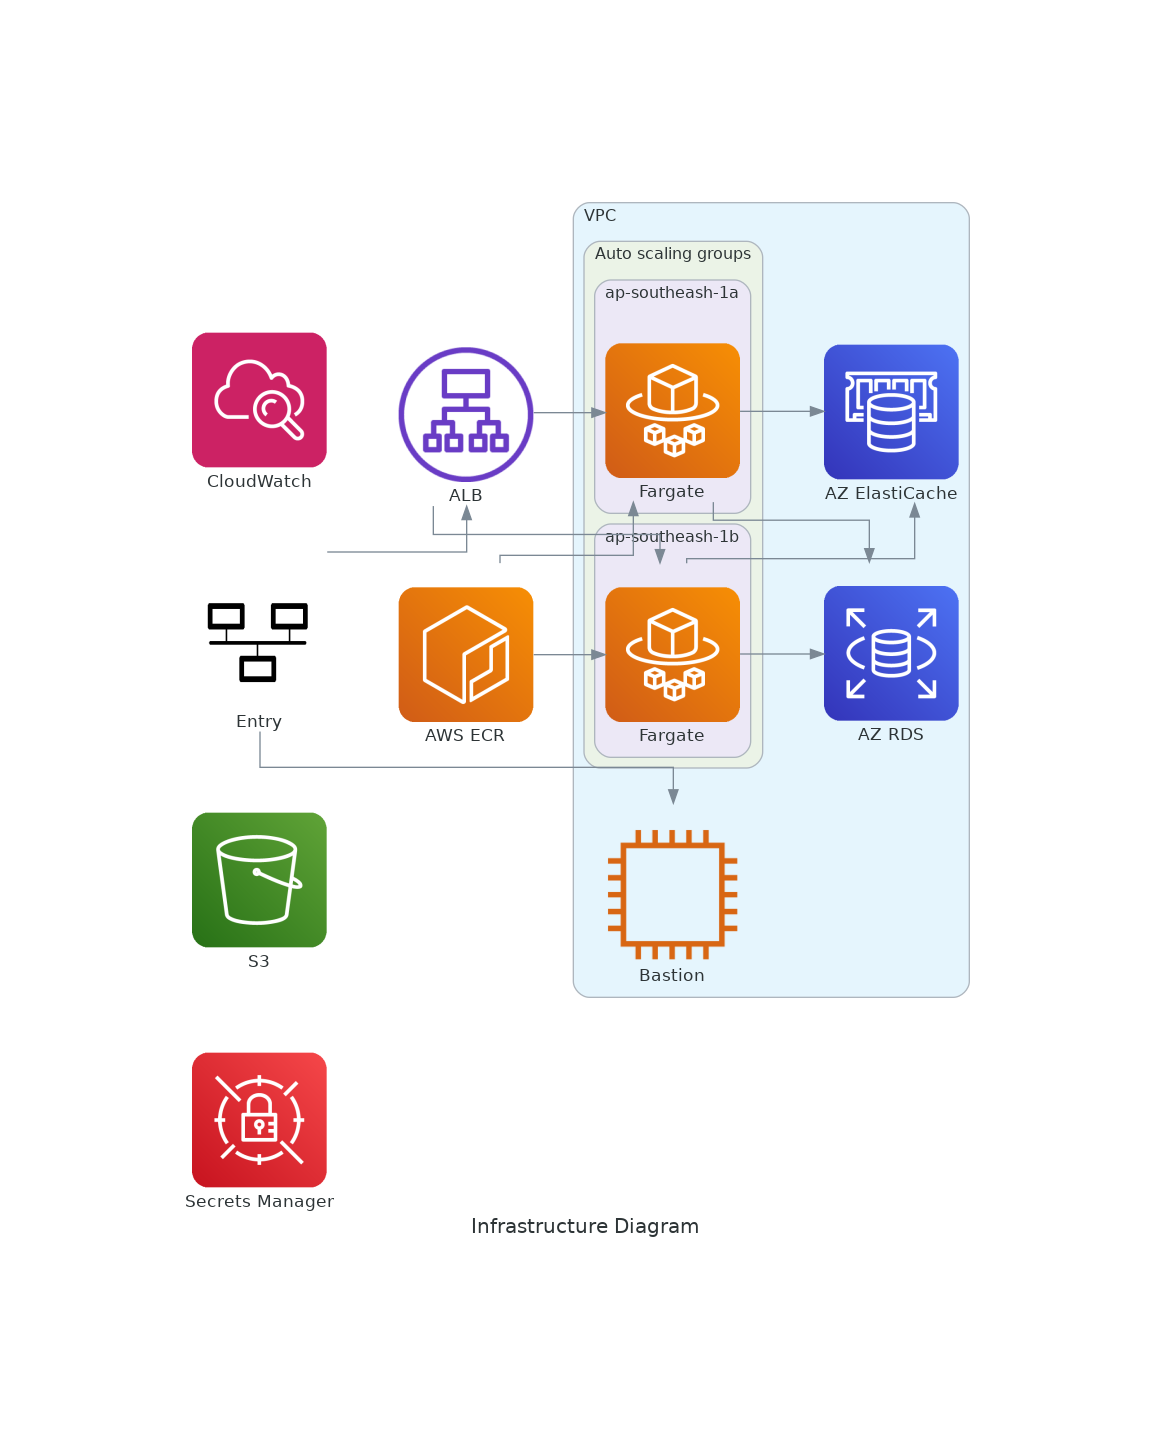 VPC
Auto scaling groups
ap-southeash-1a
CloudWatch
ALB
Fargate
AZ ElastiCache
ap-southeash-1b
Entry
AWS ECR
Fargate
AZ RDS
S3
Bastion
Secrets Manager
Infrastructure Diagram